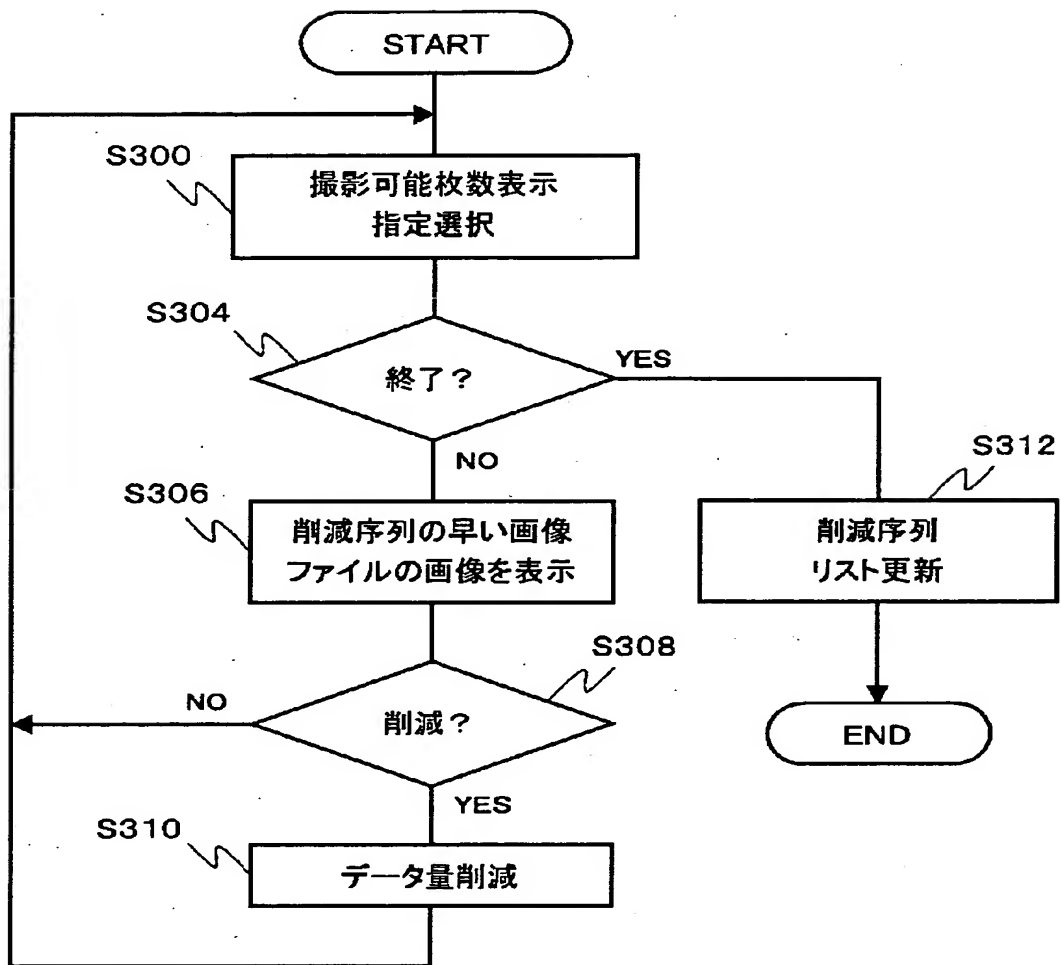 START
S300
撮影可能枚数表示
指定選択
S304
終了?
YES
NO
S312
削減序列
リスト更新
S306
削減序列の早い画像
ファイルの画像を表示
S308
NO
削減?
END
YES
S310
データ量削減